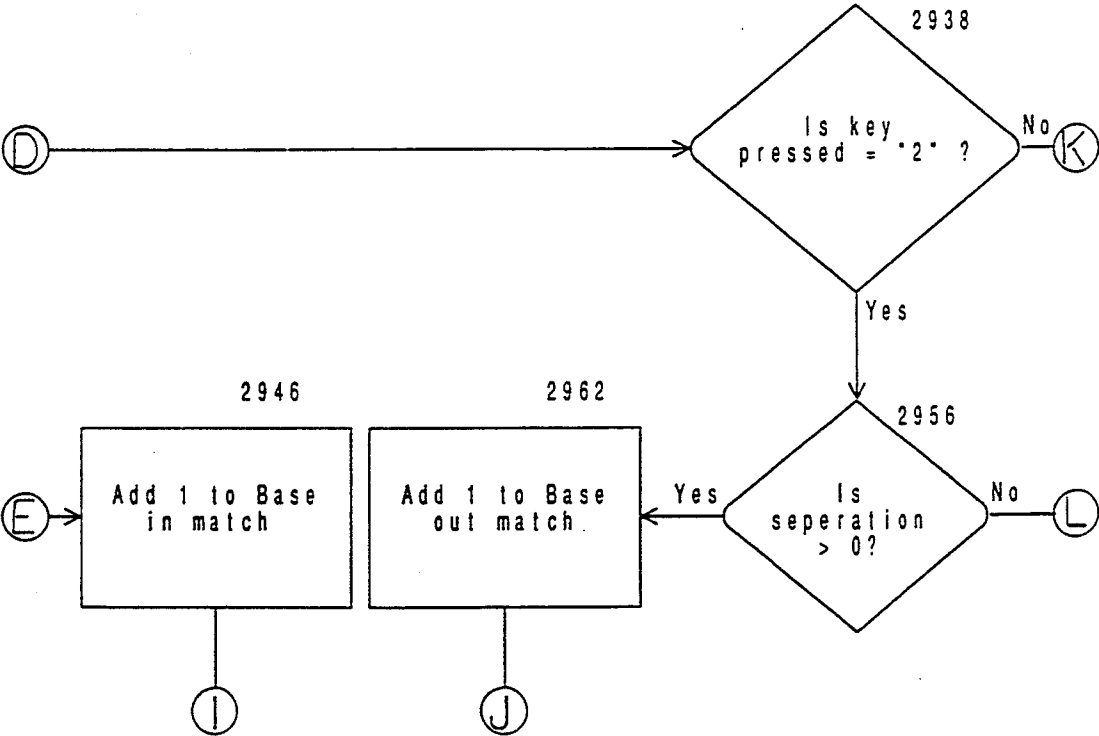 2938
Is key
pressed = "2" ?
No
D
K
Yes
2946
2962
2956
E
Add 1 to Base
in match
Add 1 to Base
out match
Yes
Is
seperation
> 0?
No
L
I
J